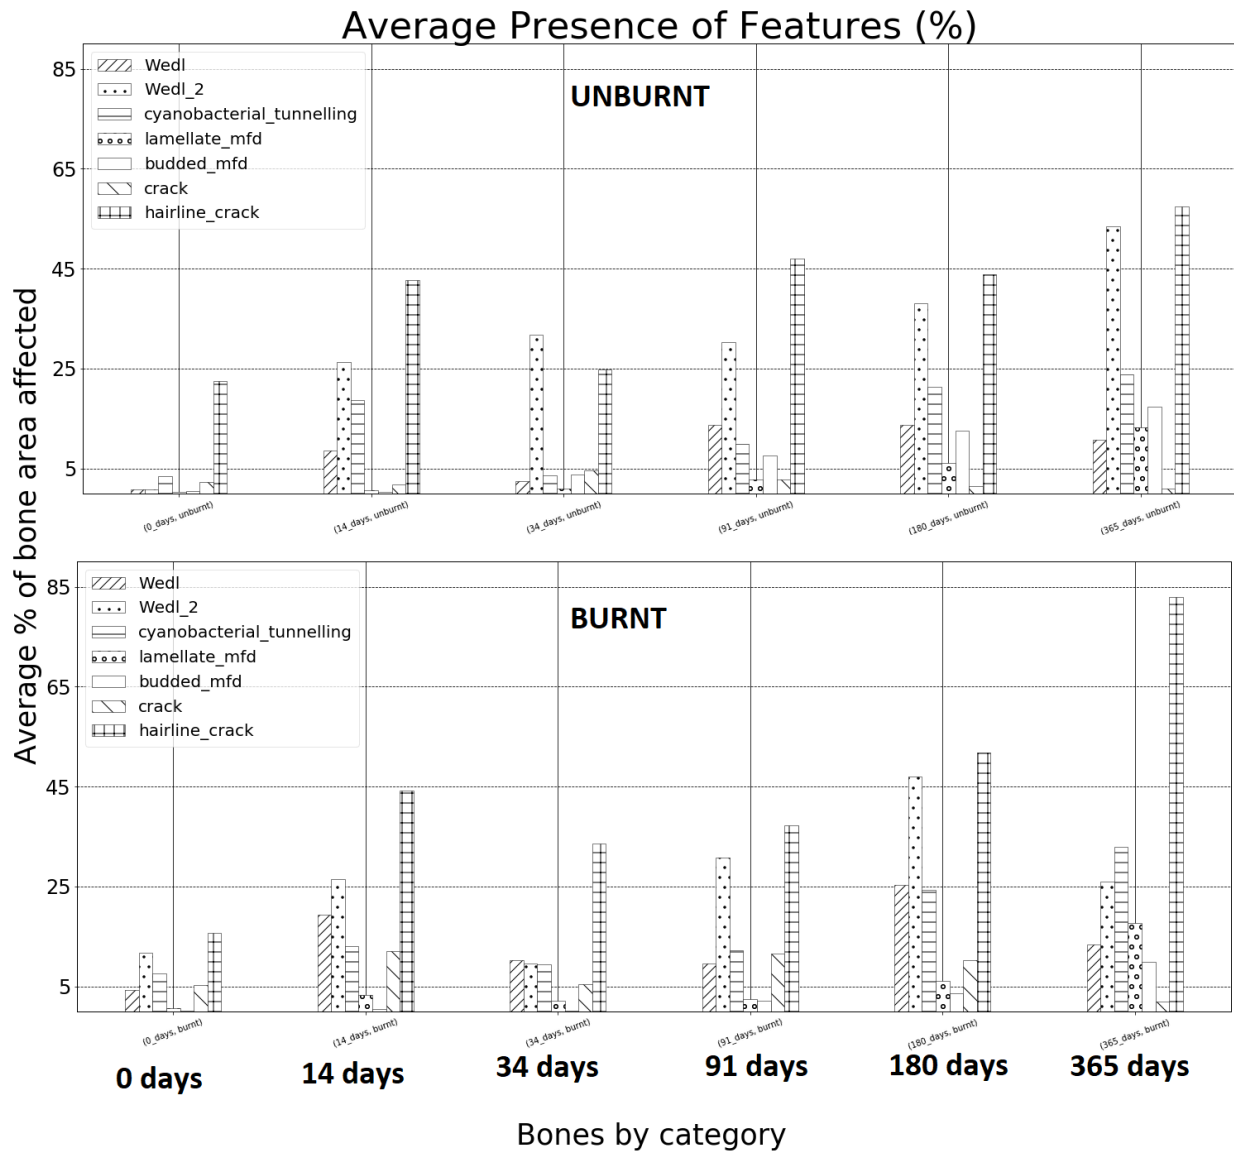 Average Presence of Features (%)
Average % of bone area affected
UNBURNT
Wedl
Wedl_2
cyanobacterial_tunnelling
lamellate_mfd
budded_mfd
crack
hairline_crack
85
65
45
25
5
(0_days, unburnt)
(14_days, unburnt)
(34_days, unburnt)
(91_days, unburnt)
(180_days, unburnt)
(365_days, unburnt)
BURNT
Wedl
Wedl_2
cyanobacterial_tunnelling
lamellate_mfd
budded_mfd
crack
hairline_crack
85
65
45
25
5
(0_days, burnt)
(14_days, burnt)
(34_days, burnt)
(91_days, burnt)
(180_days, burnt)
(365_days, burnt)
0 days
14 days
34 days
91 days
180 days
365 days
Bones by category